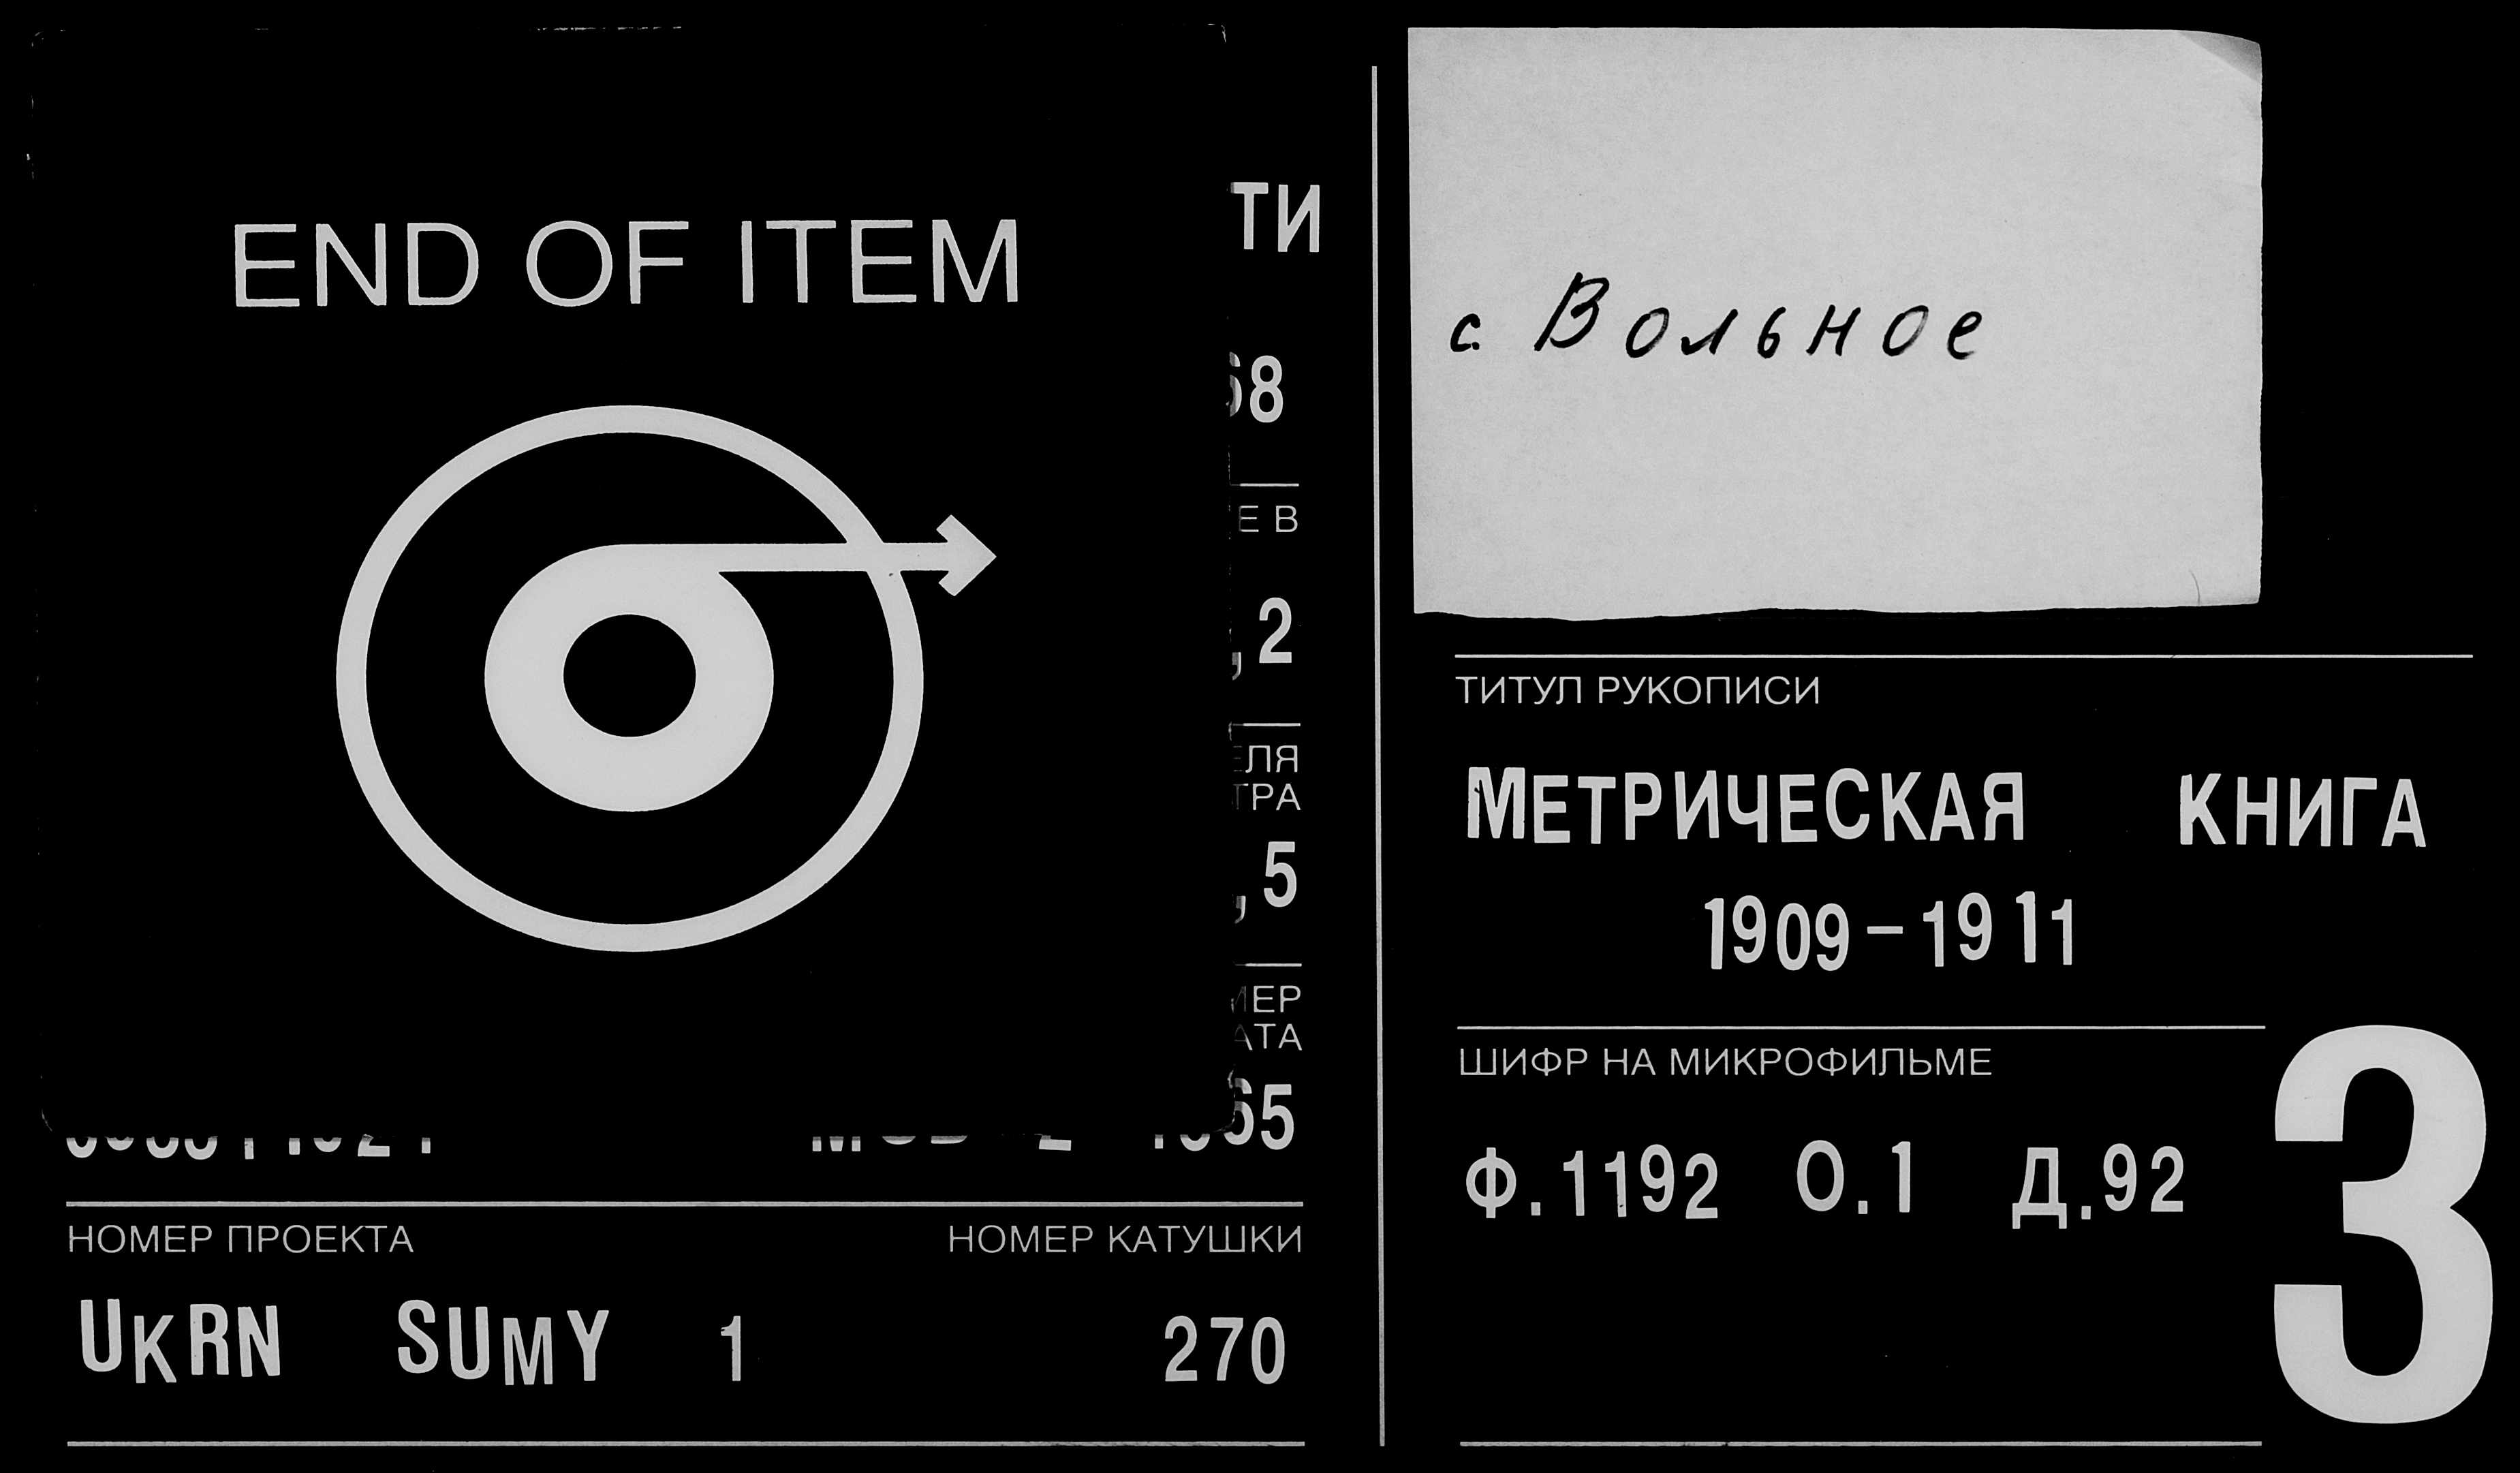 END OF ITEM
НОМЕР ПРОЕКТА
НОМЕР КАТУШКИ
UKRN SUMY 1
270
с. Вольное
ТИТУЛ РУКОПИСИ
МЕТРИЧЕСКАЯ КНИГА
1909-1911
ШИФР НА МИКРОФИЛЬМЕ
Ф.1192 О.1 Д.92
3